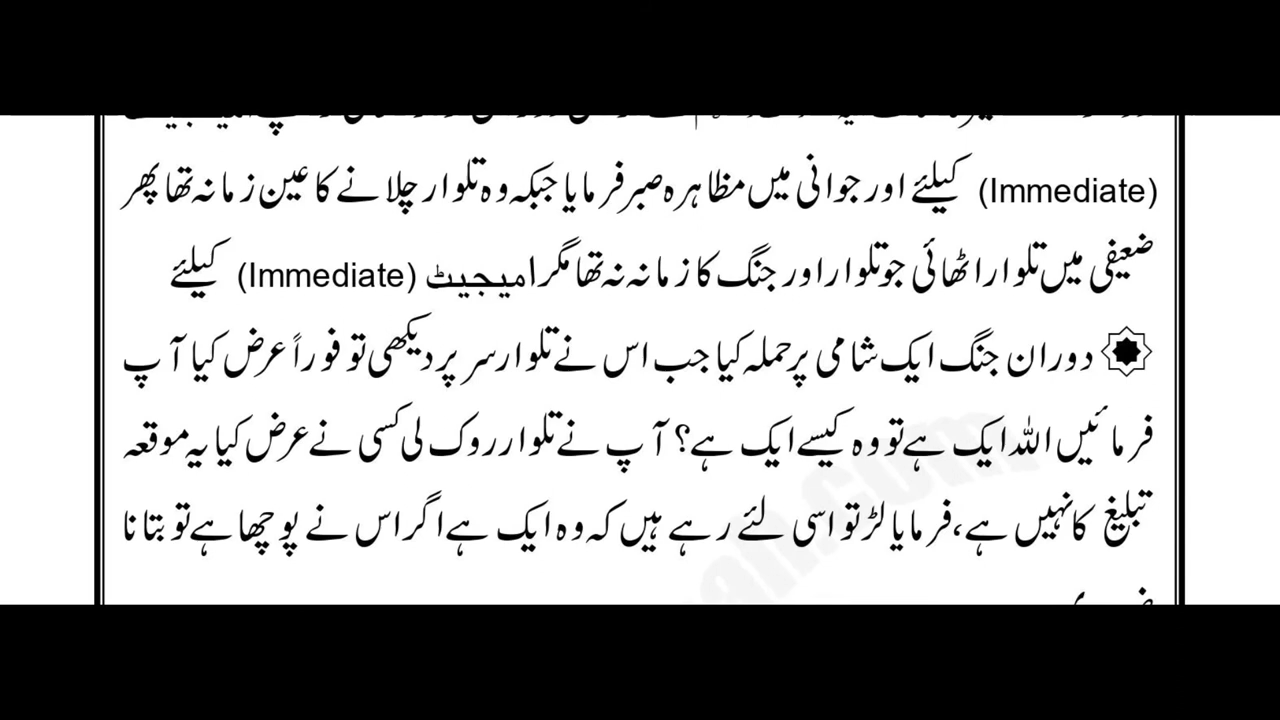 (Immediate) کیلئے اور جوانی میں مظاہرہ صبر فرمایا جبکہ وہ تلوار چلانے کا عین زمانہ تھا پھر
ضعیفی میں تلوار اٹھائی جو تلوار اور جنگ کا زمانہ نہ تھا مگر امیجیٹ (Immediate) کیلئے
دوران جنگ ایک شامی پر حملہ کیا جب اس نے تلوار سر پر دیکھی تو فوراً عرض کیا آپ
فرمائیں اللہ ایک ہے تو وہ کیسے ایک ہے؟ آپ نے تلوار روک لی کسی نے عرض کیا یہ موقعہ
تبلیغ کا نہیں ہے، فرمایا لڑ تو اسی لئے رہے ہیں کہ وہ ایک ہے اگر اس نے پوچھا ہے تو بتانا